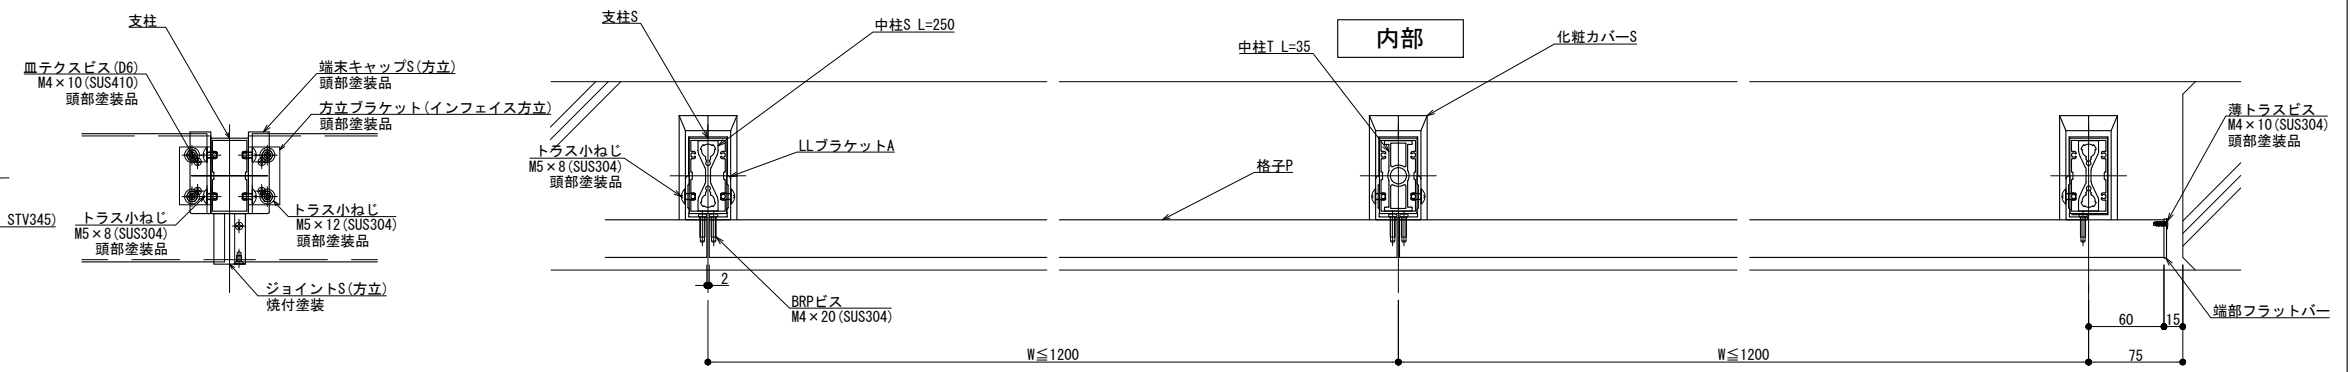 支柱
皿テクスビス(D6)
M4×10(SUS410)
頭部塗装品
端末キャップS(方立)
頭部塗装品
方立ブラケット(インフェイス方立)
頭部塗装品
STV345)
トラス小ねじ
M5×8(SUS304)
頭部塗装品
トラス小ねじ
M5×12(SUS304)
頭部塗装品
ジョイントS(方立)
焼付塗装
支柱S
中柱S L=250
トラス小ねじ
M5×8(SUS304)
頭部塗装品
LLブラケットA
2
BRPビス
M4×20(SUS304)
内部
中柱T L=35
化粧カバーS
格子P
薄トラスビス
M4×10(SUS304)
頭部塗装品
端部フラットバー
60
15
W≦1200
W≦1200
75